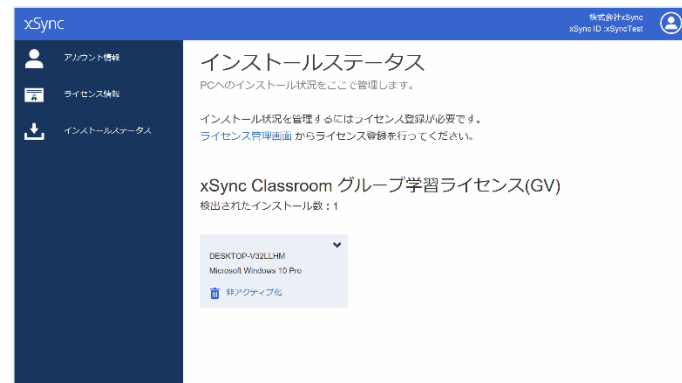 xSync
株式会社xSync
xSync ID :xSyncTest
アカウント情報
ライセンス情報
インストールステータス
インストールステータス
PCへのインストール状況をここで管理します。
インストール状況を管理するにはライセンス登録が必要です。
ライセンス管理画面 からライセンス登録を行ってください。
xSync Classroom グループ学習ライセンス(GV)
検出されたインストール数：1
DESKTOP-V32LLHM
Microsoft Windows 10 Pro
非アクティブ化